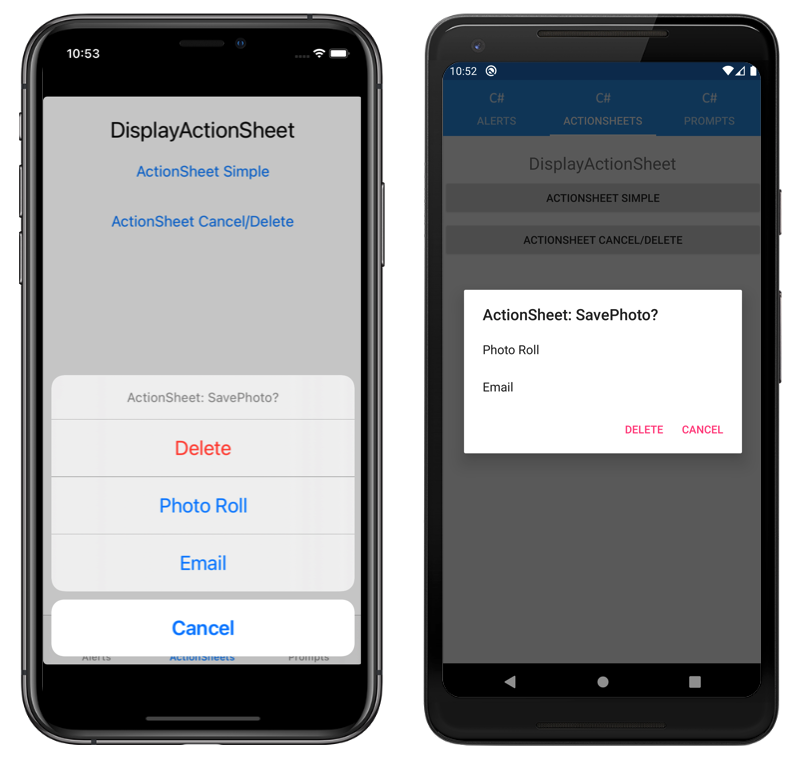 10:53
DisplayActionSheet
ActionSheet Simple
ActionSheet Cancel/Delete
ActionSheet: SavePhoto?
Delete
Photo Roll
Email
Cancel
Alerts
ActionSheets
Prompts
10:52
C#
C#
C#
ALERTS
ACTIONSHEETS
PROMPTS
DisplayActionSheet
ACTIONSHEET SIMPLE
ACTIONSHEET CANCEL/DELETE
ActionSheet: SavePhoto?
Photo Roll
Email
DELETE
CANCEL